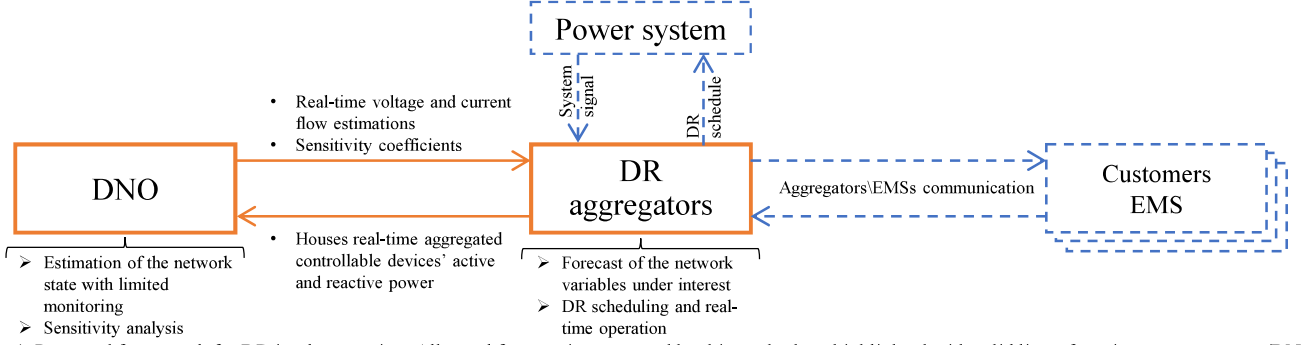 Power system
System
signal
DR
schedule
• Real-time voltage and current
flow estimations
• Sensitivity coefficients
DNO
DR
aggregators
Aggregators\EMSs communication
Customers
EMS
• Houses real-time aggregated
controllable devices' active
and reactive power
➢ Estimation of the network
state with limited
monitoring
➢ Sensitivity analysis
➢ Forecast of the network
variables under interest
➢ DR scheduling and real-
time operation